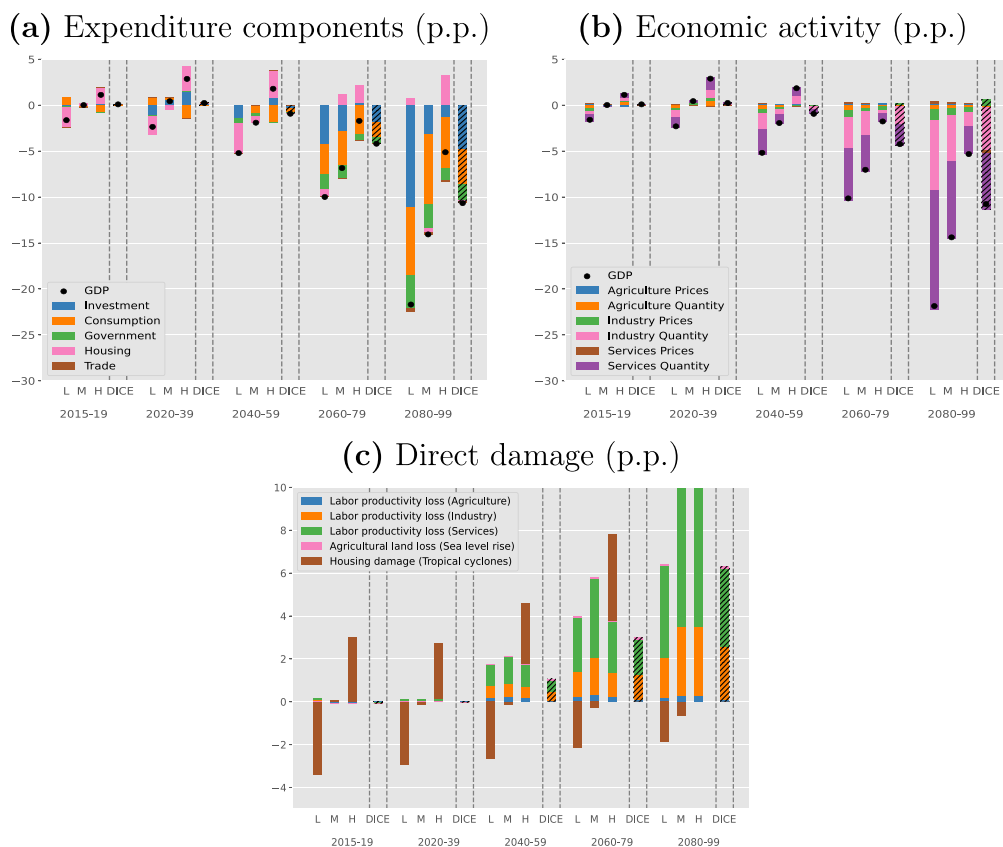 (a) Expenditure components (p.p.)
5
0
−5
−10
−15
−20
−25
−30
GDP
Investment
Consumption
Government
Housing
Trade
L M H DICE L M H DICE L M H DICE L M H DICE L M H DICE
2015-19 2020-39 2040-59 2060-79 2080-99
(b) Economic activity (p.p.)
5
0
−5
−10
−15
−20
−25
−30
GDP
Agriculture Prices
Agriculture Quantity
Industry Prices
Industry Quantity
Services Prices
Services Quantity
L M H DICE L M H DICE L M H DICE L M H DICE L M H DICE
2015-19 2020-39 2040-59 2060-79 2080-99
(c) Direct damage (p.p.)
10
8
6
4
2
0
−2
−4
Labor productivity loss (Agriculture)
Labor productivity loss (Industry)
Labor productivity loss (Services)
Agricultural land loss (Sea level rise)
Housing damage (Tropical cyclones)
L M H DICE L M H DICE L M H DICE L M H DICE L M H DICE
2015-19 2020-39 2040-59 2060-79 2080-99